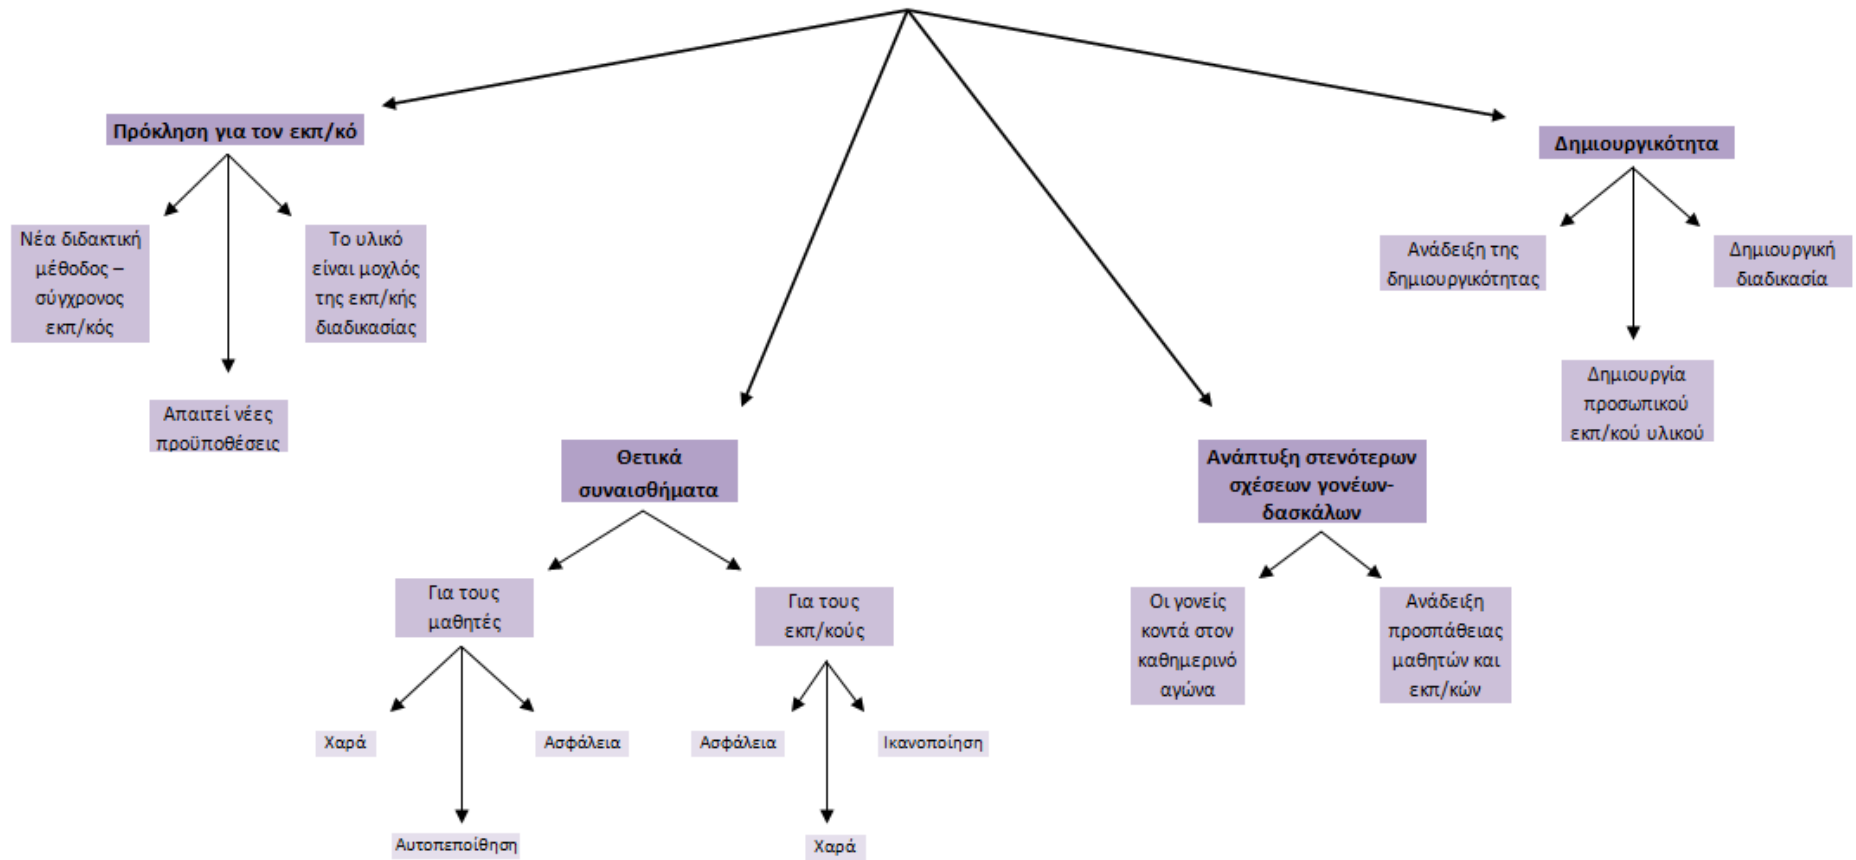 Πρόκληση για τον εκπ/κό
Νέα διδακτική
μέθοδος –
σύγχρονος
εκπ/κός
Απαιτεί νέες
προϋποθέσεις
Το υλικό
είναι μοχλός
της εκπ/κής
διαδικασίας
Θετικά
συναισθήματα
Για τους
μαθητές
Χαρά
Αυτοπεποίθηση
Ασφάλεια
Για τους
εκπ/κούς
Ασφάλεια
Χαρά
Ικανοποίηση
Ανάπτυξη στενότερων
σχέσεων γονέων-
δασκάλων
Οι γονείς
κοντά στον
καθημερινό
αγώνα
Ανάδειξη
προσπάθειας
μαθητών και
εκπ/κών
Δημιουργικότητα
Ανάδειξη της
δημιουργικότητας
Δημιουργία
προσωπικού
εκπ/κού υλικού
Δημιουργική
διαδικασία